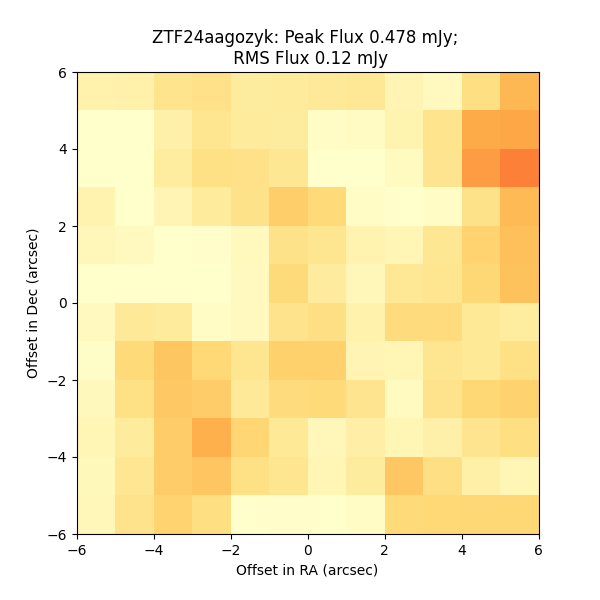 ZTF24aagozyk: Peak Flux 0.478 mJy;
RMS Flux 0.12 mJy
6
4
2
0
−2
−4
−6
Offset in Dec (arcsec)
−6 −4 −2 0 2 4 6
Offset in RA (arcsec)